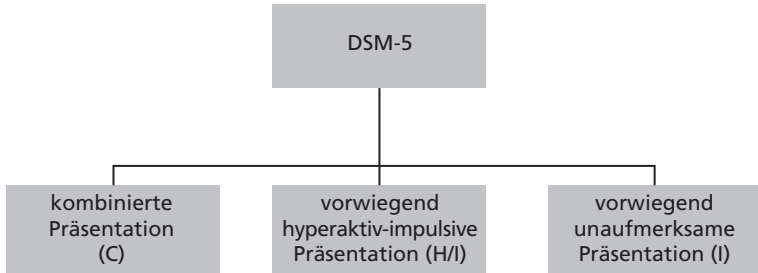 DSM-5
kombinierte
Präsentation
(C)
vorwiegend
hyperaktiv-impulsive
Präsentation (H/I)
vorwiegend
unaufmerksame
Präsentation (I)